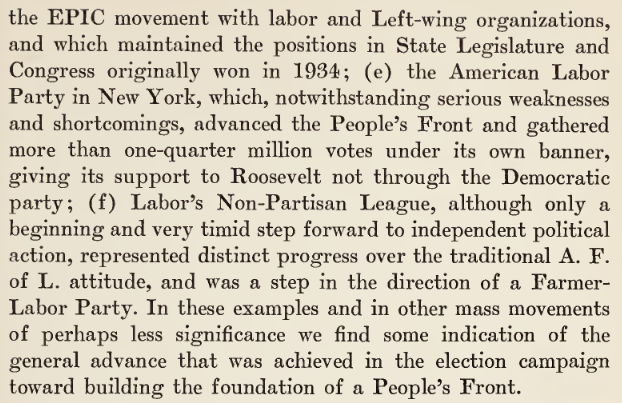 the EPIC movement with labor and Left-wing organizations,
and which maintained the positions in State Legislature and
Congress originally won in 1934; (e) the American Labor
Party in New York, which, notwithstanding serious weaknesses
and shortcomings, advanced the People's Front and gathered
more than one-quarter million votes under its own banner,
giving its support to Roosevelt not through the Democratic
party; (f) Labor's Non-Partisan League, although only a
beginning and very timid step forward to independent political
action, represented distinct progress over the traditional A. F.
of L. attitude, and was a step in the direction of a Farmer-
Labor Party. In these examples and in other mass movements
of perhaps less significance we find some indication of the
general advance that was achieved in the election campaign
toward building the foundation of a People's Front.